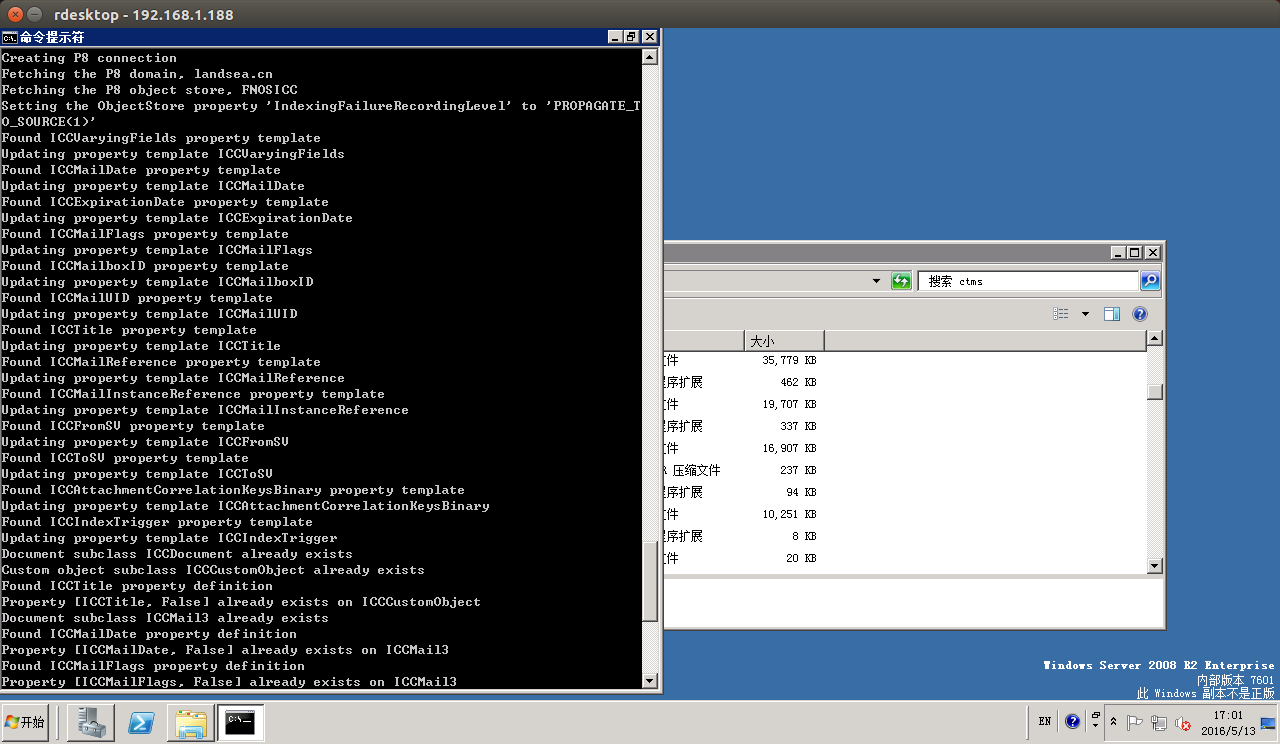 rdesktop - 192.168.1.188
命令提示符
Creating P8 connection
Fetching the P8 domain, landsea.cn
Fetching the P8 object store, FNOSICC
Setting the ObjectStore property 'IndexingFailureRecordingLevel' to 'PROPAGATE_T
O_SOURCE(1)'
Found ICCVaryingFields property template
Updating property template ICCVaryingFields
Found ICCMailDate property template
Updating property template ICCMailDate
Found ICCExpirationDate property template
Updating property template ICCExpirationDate
Found ICCMailFlags property template
Updating property template ICCMailFlags
Found ICCMailboxID property template
Updating property template ICCMailboxID
Found ICCMailUID property template
Updating property template ICCMailUID
Found ICCTitle property template
Updating property template ICCTitle
Found ICCMailReference property template
Updating property template ICCMailReference
Found ICCMailInstanceReference property template
Updating property template ICCMailInstanceReference
Found ICCFromSV property template
Updating property template ICCFromSV
Found ICCToSV property template
Updating property template ICCToSV
Found ICCAttachmentCorrelationKeysBinary property template
Updating property template ICCAttachmentCorrelationKeysBinary
Found ICCIndexTrigger property template
Updating property template ICCIndexTrigger
Document subclass ICCDocument already exists
Custom object subclass ICCCustomObject already exists
Found ICCTitle property definition
Property [ICCTitle, False] already exists on ICCCustomObject
Document subclass ICCMail3 already exists
Found ICCMailDate property definition
Property [ICCMailDate, False] already exists on ICCMail3
Found ICCMailFlags property definition
Property [ICCMailFlags, False] already exists on ICCMail3
搜索 ctms
大小
文件 35,779 KB
程序扩展 462 KB
文件 19,707 KB
程序扩展 337 KB
文件 16,907 KB
R 压缩文件 237 KB
程序扩展 94 KB
文件 10,251 KB
程序扩展 8 KB
文件 20 KB
Windows Server 2008 R2 Enterprise
内部版本 7601
此 Windows 副本不是正版
开始
C:\_
EN
17:01
2016/5/13